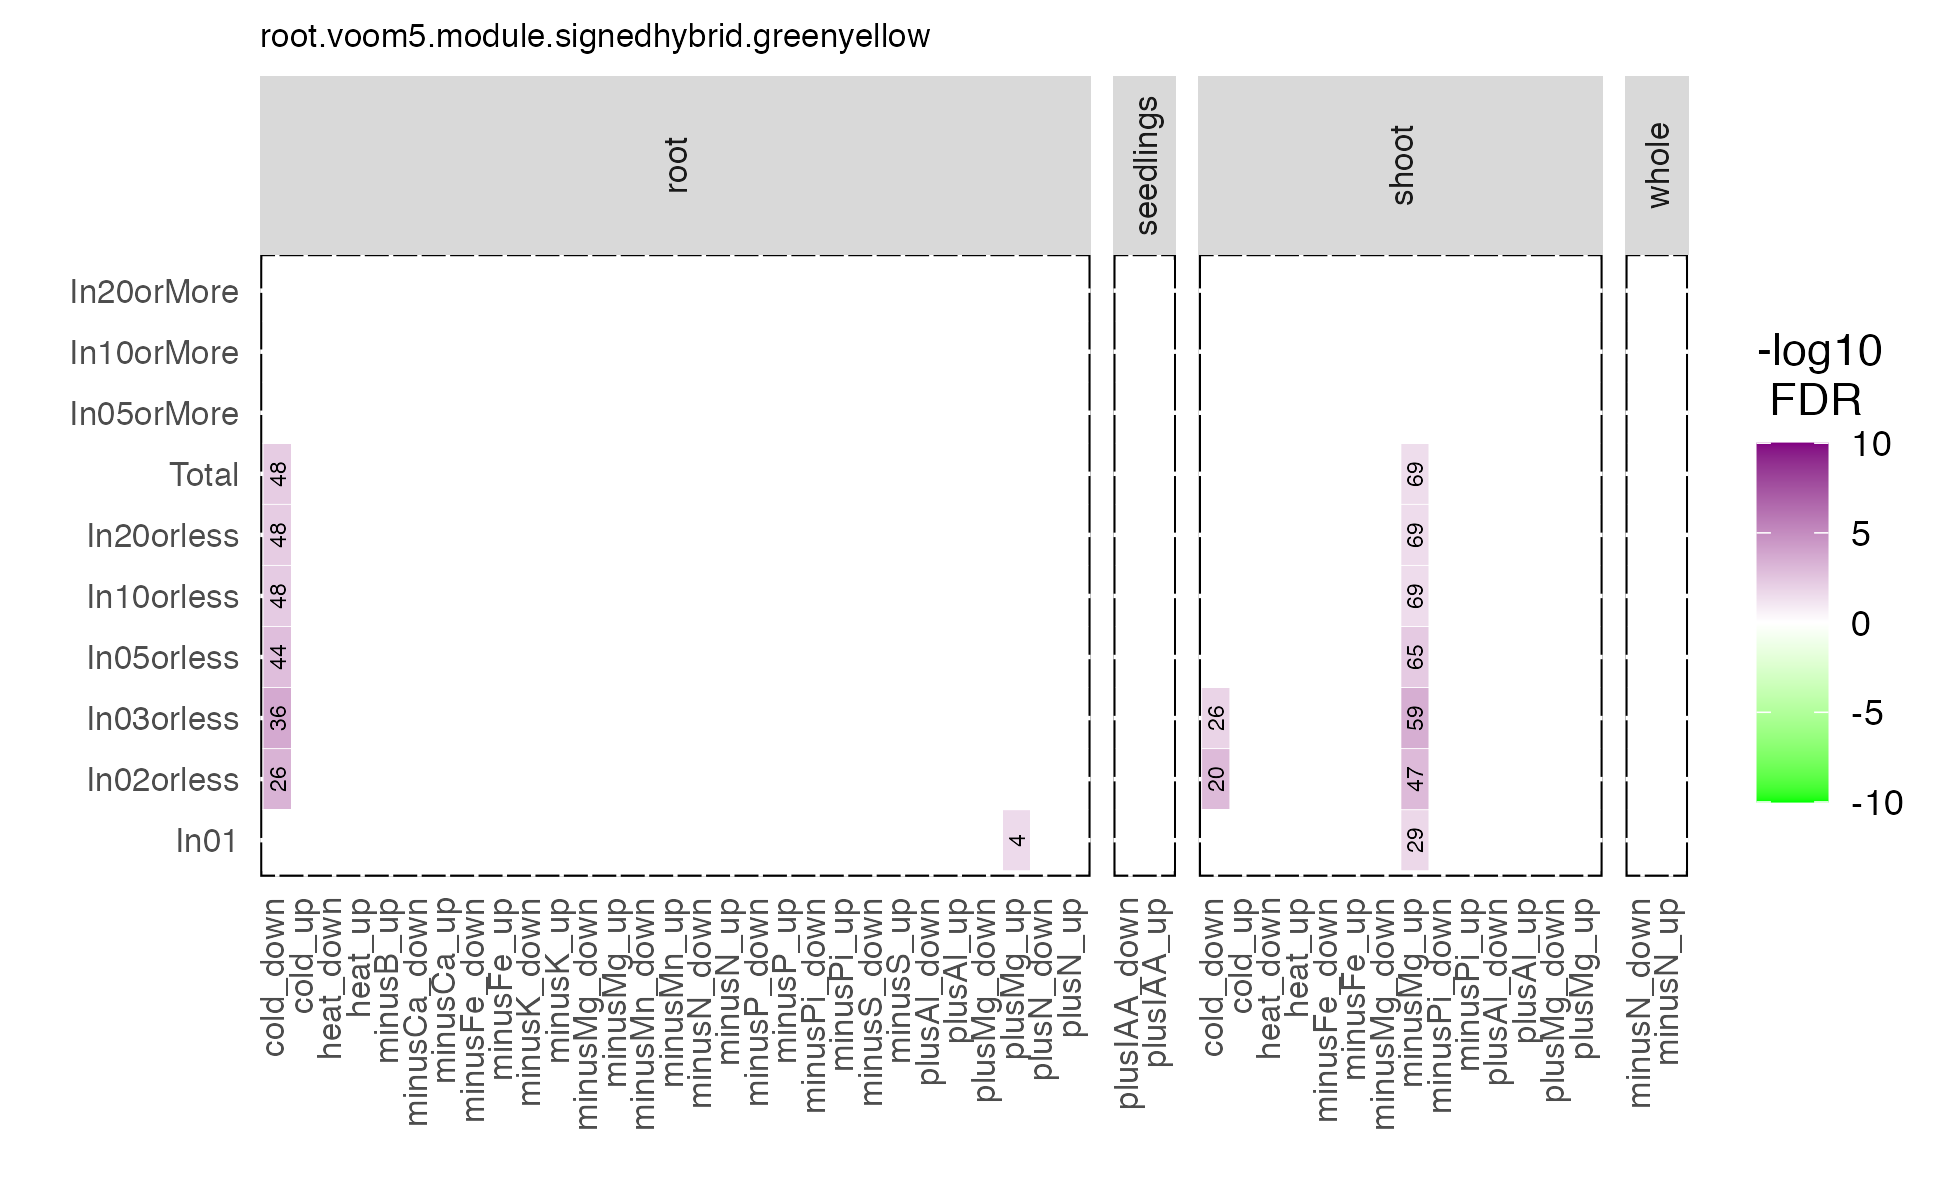 root.voom5.module.signedhybrid.greenyellow
root
seedlings
shoot
whole
In20orMore
In10orMore
In05orMore
Total
48
69
In20orless
48
69
In10orless
48
69
In05orless
44
65
In03orless
36
26
59
In02orless
26
20
47
In01
4
29
cold_down
cold_up
heat_down
heat_up
minusB_up
minusCa_down
minusCa_up
minusFe_down
minusFe_up
minusK_down
minusK_up
minusMg_down
minusMg_up
minusMn_down
minusMn_up
minusN_down
minusN_up
minusP_down
minusP_up
minusPi_down
minusPi_up
minusS_down
minusS_up
plusAl_down
plusAl_up
plusMg_down
plusMg_up
plusN_down
plusN_up
plusIAA_down
plusIAA_up
cold_down
cold_up
heat_down
heat_up
minusFe_down
minusFe_up
minusMg_down
minusMg_up
minusPi_down
minusPi_up
plusAl_down
plusAl_up
plusMg_down
plusMg_up
minusN_down
minusN_up
-log10
FDR
10
5
0
-5
-10